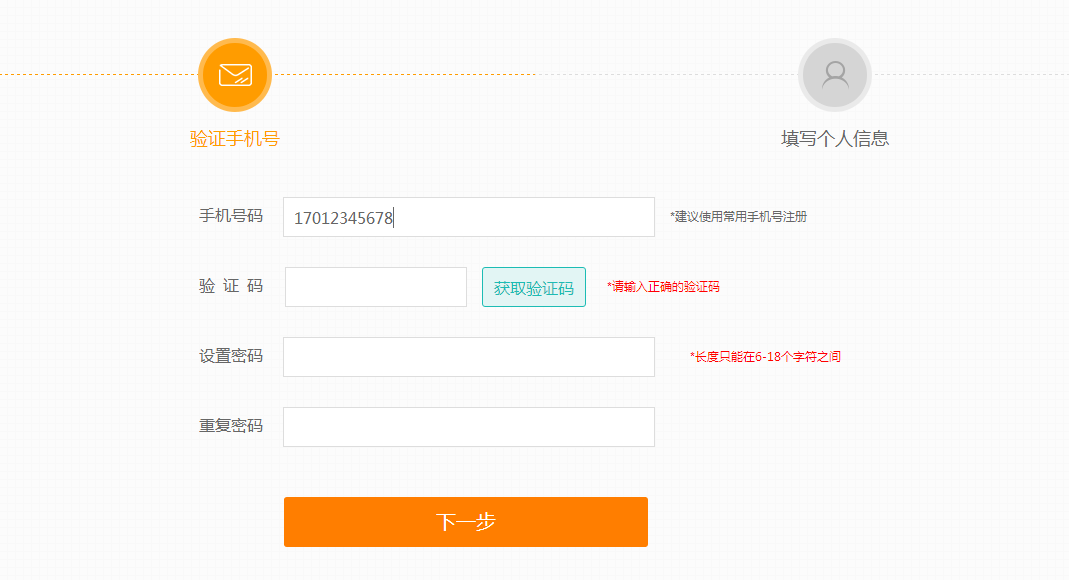 验证手机号
填写个人信息
手机号码 17012345678 *建议使用常用手机号注册
验 证 码 获取验证码 *请输入正确的验证码
设置密码 *长度只能在6-18个字符之间
重复密码
下一步